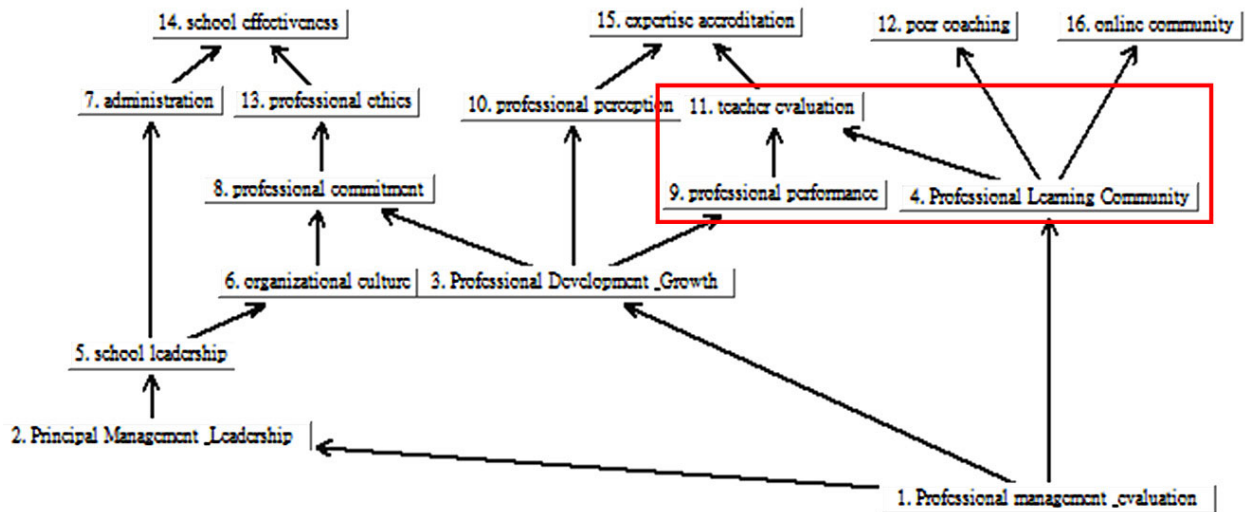 14. school effectiveness
15. expertise accreditation
12. peer coaching
16. online community
7. administration
13. professional ethics
10. professional perception
11. teacher evaluation
8. professional commitment
9. professional performance
4. Professional Learning Community
6. organizational culture
3. Professional Development _Growth
5. school leadership
2. Principal Management _Leadership
1. Professional management _evaluation